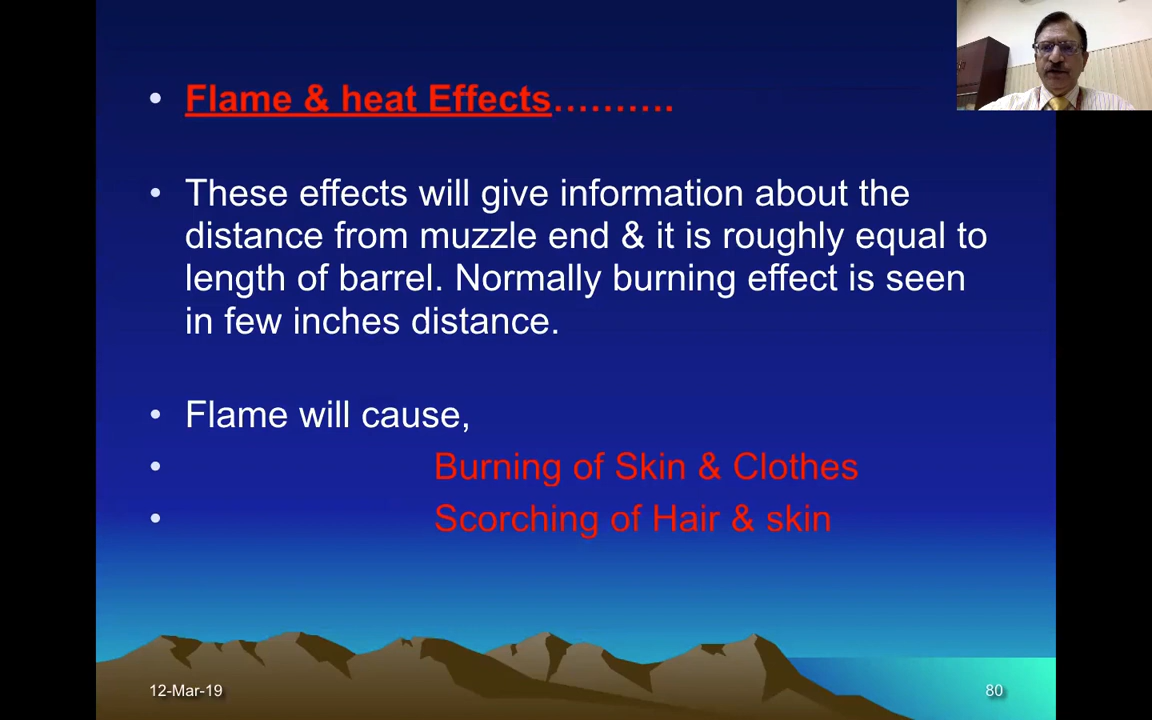 • Flame & heat Effects……….
• These effects will give information about the
distance from muzzle end & it is roughly equal to
length of barrel. Normally burning effect is seen
in few inches distance.
• Flame will cause,
• Burning of Skin & Clothes
• Scorching of Hair & skin
12-Mar-19
80